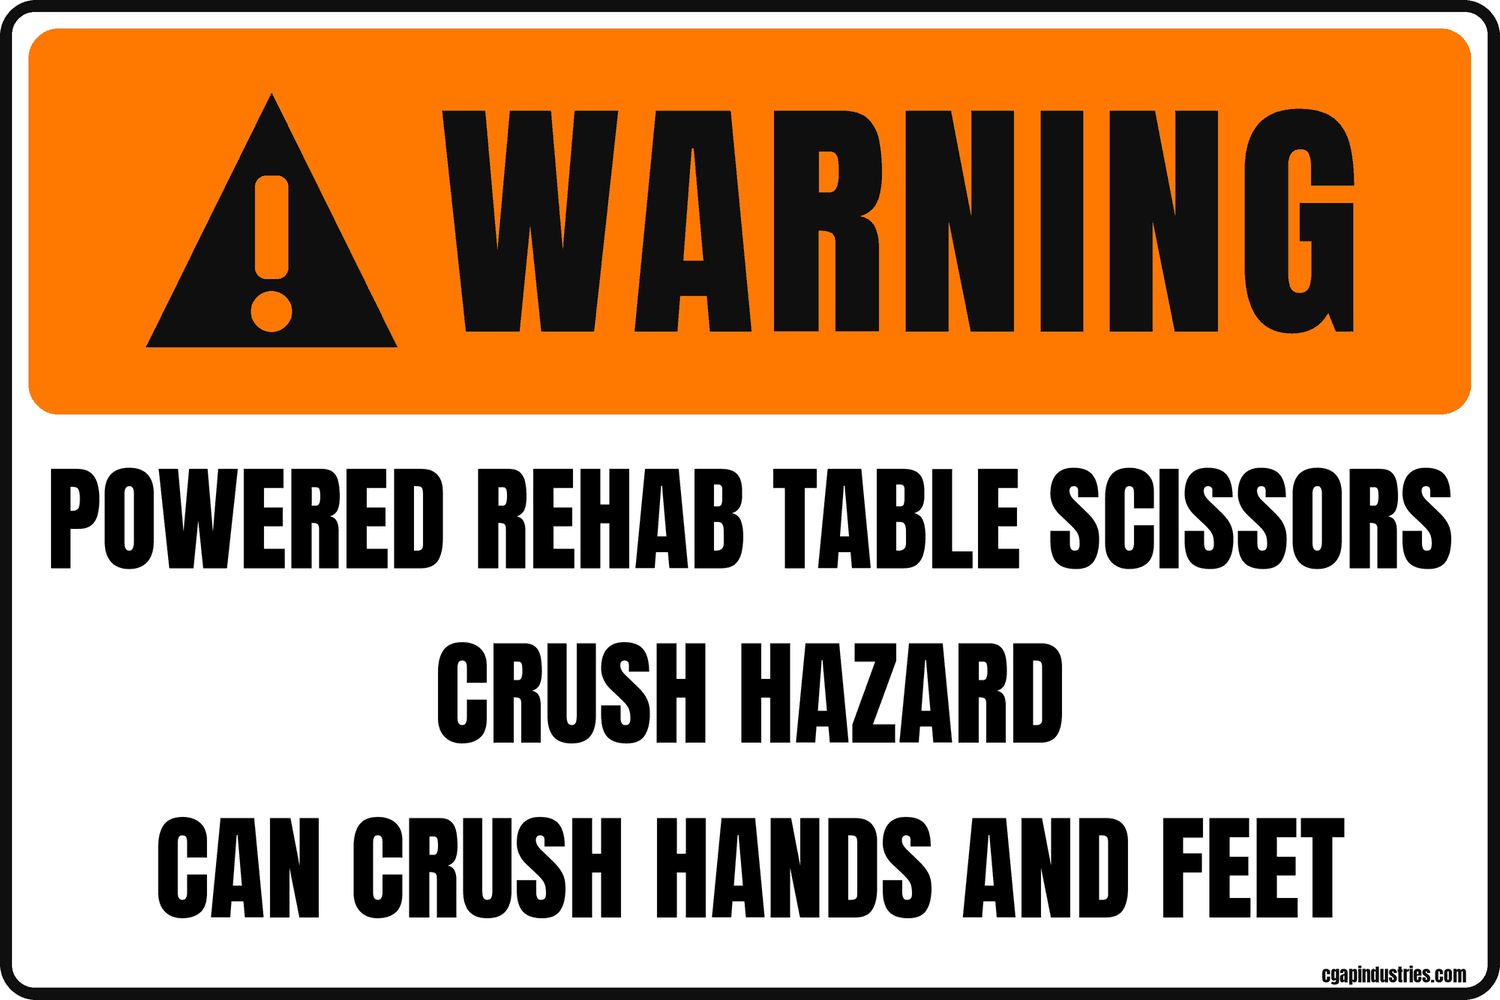 WARNING
POWERED REHAB TABLE SCISSORS
CRUSH HAZARD
CAN CRUSH HANDS AND FEET
cgapindustries.com